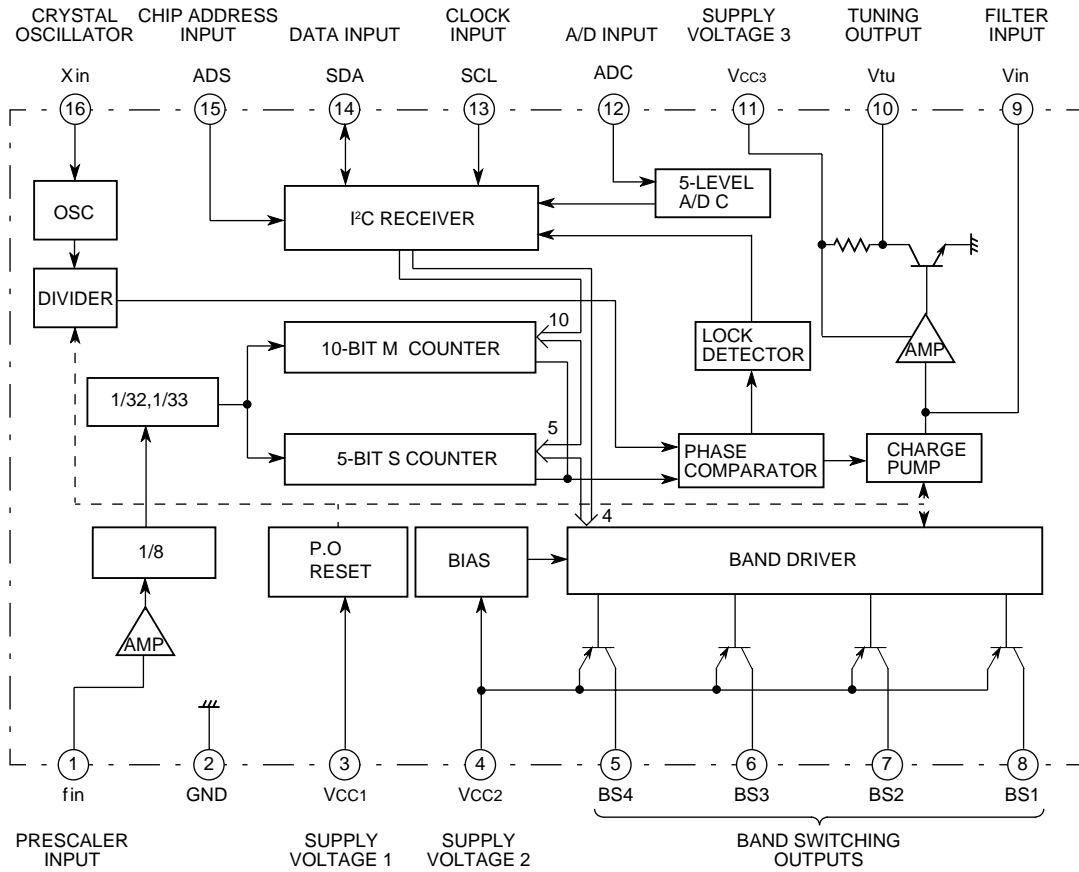 CRYSTAL
OSCILLATOR
CHIP ADDRESS
INPUT
DATA INPUT
CLOCK
INPUT
A/D INPUT
SUPPLY
VOLTAGE 3
TUNING
OUTPUT
FILTER
INPUT
Xin
ADS
SDA
SCL
ADC
VCC3
Vtu
Vin
16
15
14
13
12
11
10
9
OSC
I²C RECEIVER
5-LEVEL
A/D C
DIVIDER
10
10-BIT M COUNTER
LOCK
DETECTOR
AMP
1/32,1/33
5
5-BIT S COUNTER
PHASE
COMPARATOR
CHARGE
PUMP
4
1/8
P.O
RESET
BIAS
BAND DRIVER
AMP
1
2
3
4
5
6
7
8
fin
GND
VCC1
VCC2
BS4
BS3
BS2
BS1
PRESCALER
INPUT
SUPPLY
VOLTAGE 1
SUPPLY
VOLTAGE 2
BAND SWITCHING
OUTPUTS